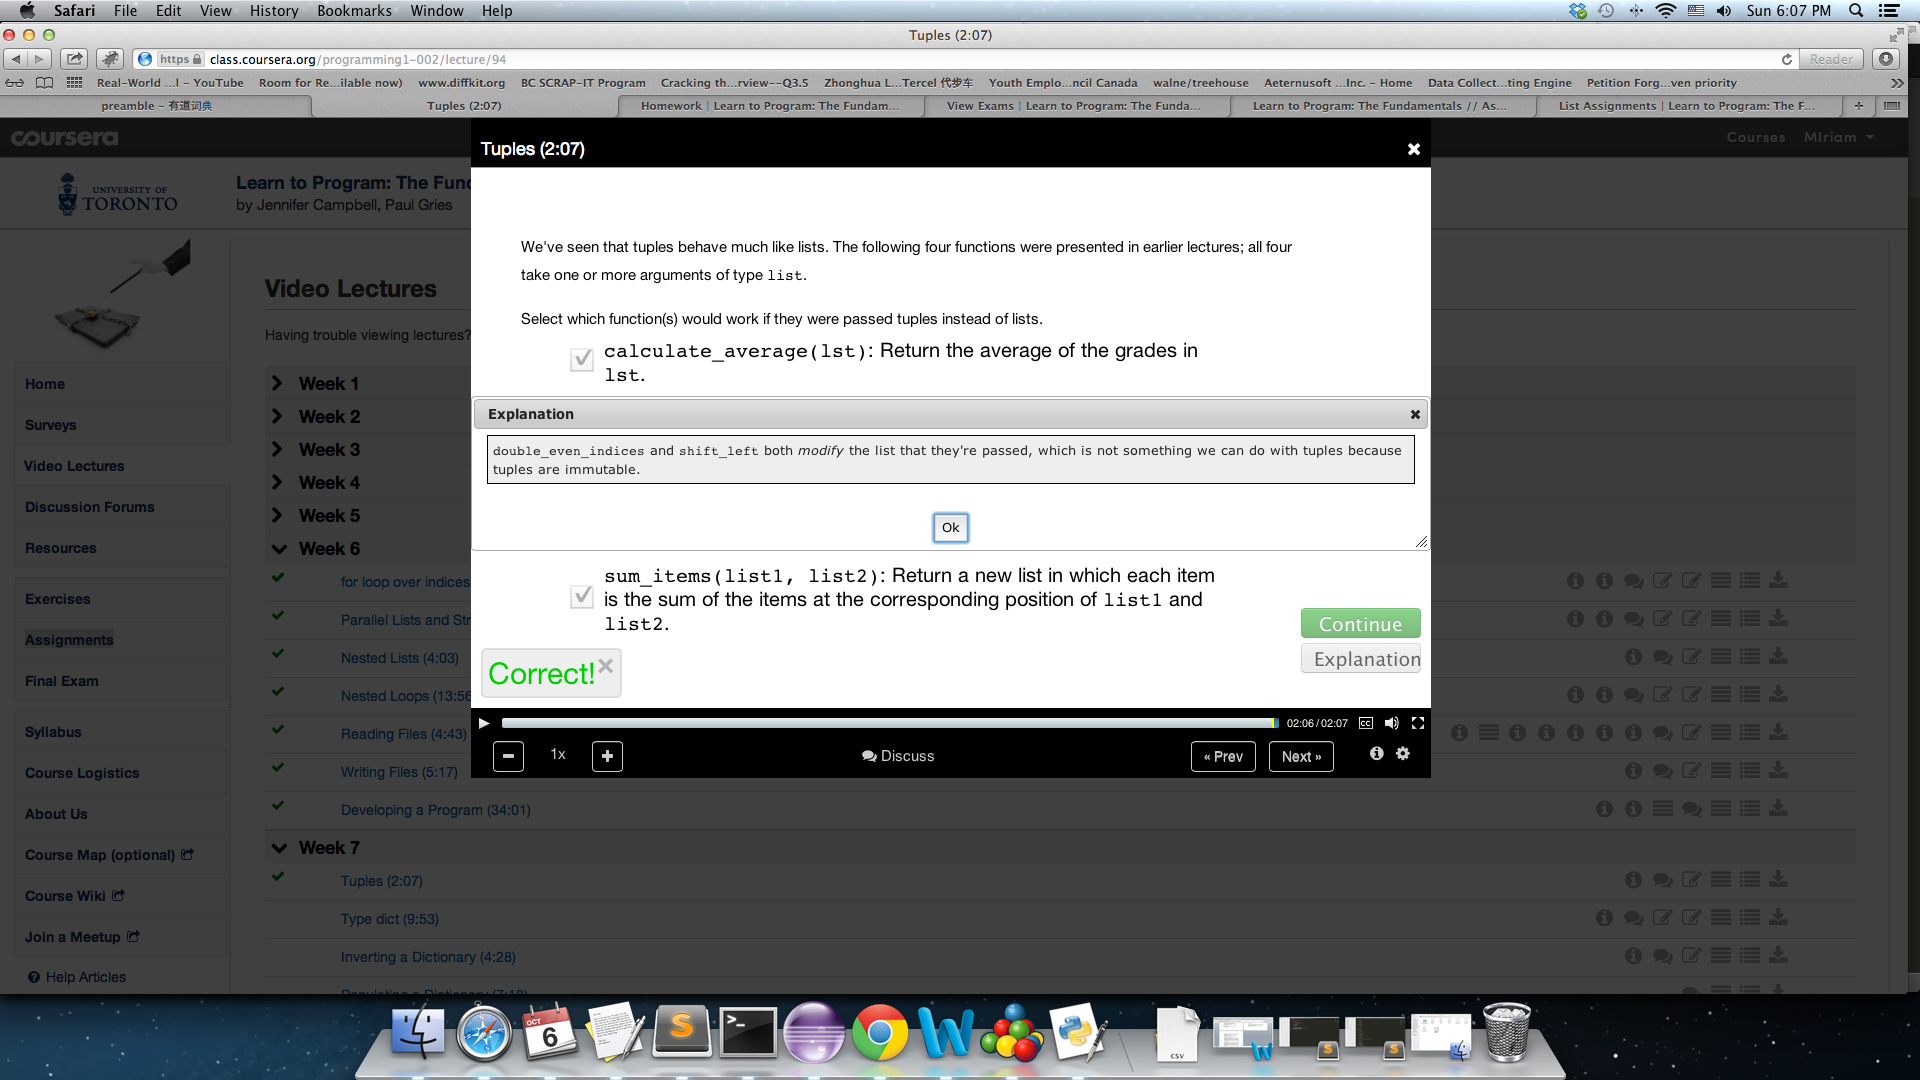 Safari File Edit View History Bookmarks Window Help
Sun 6:07 PM
Tuples (2:07)
https class.coursera.org/programming1-002/lecture/94
Reader
Real-World ...l - YouTube Room for Re...ilable now) www.diffkit.org BC SCRAP-IT Program Cracking th...rview--Q3.5 Zhonghua L...Tercel 代步车 Youth Emplo...ncil Canada walne/treehouse Aeternusoft ...Inc. - Home Data Collect...ting Engine Petition Forg...ven priority
preamble - 有道词典 Tuples (2:07) Homework | Learn to Program: The Fundam... View Exams | Learn to Program: The Funda... Learn to Program: The Fundamentals // As... List Assignments | Learn to Program: The F...
coursera
Courses MIriam
UNIVERSITY OF
TORONTO
Learn to Program: The Fun
by Jennifer Campbell, Paul Gries
Home
Surveys
Video Lectures
Discussion Forums
Resources
Exercises
Assignments
Final Exam
Syllabus
Course Logistics
About Us
Course Map (optional)
Course Wiki
Join a Meetup
Help Articles
Video Lectures
Having trouble viewing lectures?
Week 1
Week 2
Week 3
Week 4
Week 5
Week 6
for loop over indices
Parallel Lists and Str
Nested Lists (4:03)
Nested Loops (13:56
Reading Files (4:43)
Writing Files (5:17)
Developing a Program (34:01)
Week 7
Tuples (2:07)
Type dict (9:53)
Inverting a Dictionary (4:28)
Tuples (2:07)
We've seen that tuples behave much like lists. The following four functions were presented in earlier lectures; all four
take one or more arguments of type list.
Select which function(s) would work if they were passed tuples instead of lists.
calculate_average(lst): Return the average of the grades in
lst.
Explanation
double_even_indices and shift_left both modify the list that they're passed, which is not something we can do with tuples because
tuples are immutable.
Ok
sum_items(list1, list2): Return a new list in which each item
is the sum of the items at the corresponding position of list1 and
list2.
Continue
Explanation
Correct!
02:06/02:07
CC
1x
Discuss
« Prev
Next »
OCT
6
S
W
CSV